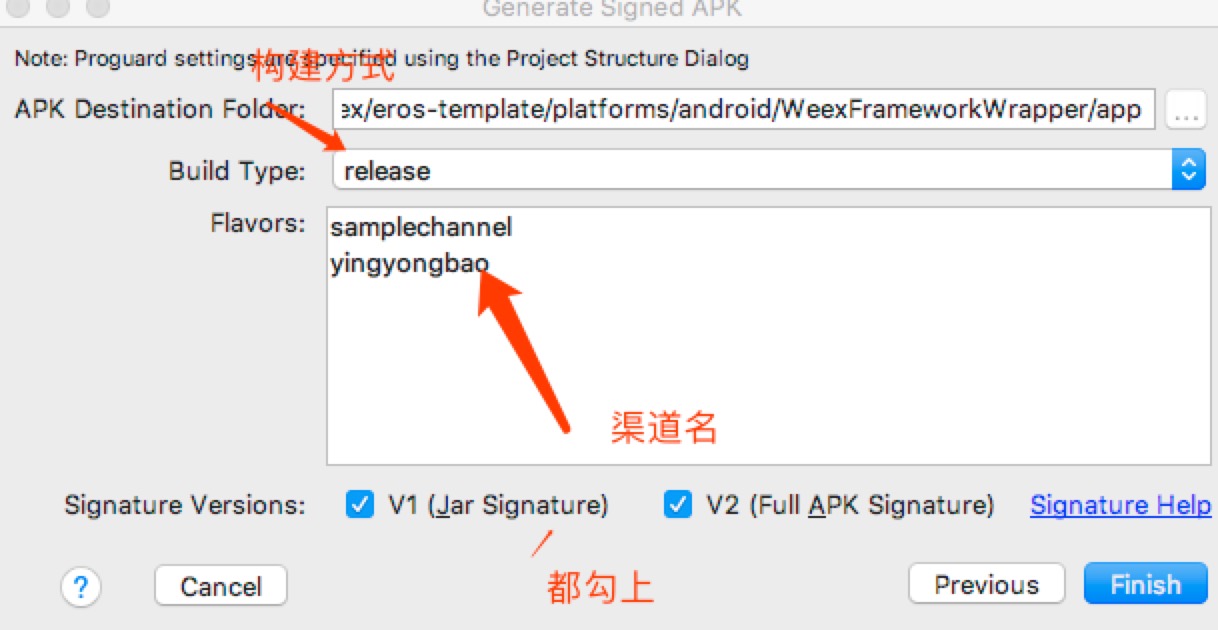 Generate Signed APK
Note: Proguard settings are specified using the Project Structure Dialog
构建方式
APK Destination Folder: ex/eros-template/platforms/android/WeexFrameworkWrapper/app ...
Build Type: release
Flavors: samplechannel
yingyongbao
渠道名
Signature Versions: V1 (Jar Signature) V2 (Full APK Signature) Signature Help
都勾上
? Cancel Previous Finish